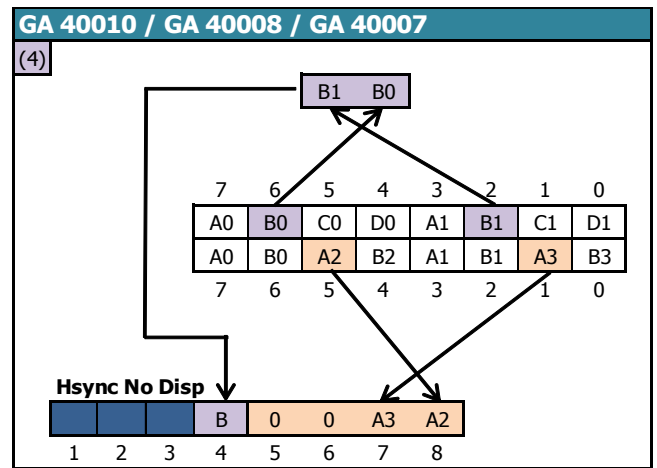 GA 40010 / GA 40008 / GA 40007
(4)
B1 B0
7 6 5 4 3 2 1 0
A0 B0 C0 D0 A1 B1 C1 D1
A0 B0 A2 B2 A1 B1 A3 B3
7 6 5 4 3 2 1 0
Hsync No Disp
B 0 0 A3 A2
1 2 3 4 5 6 7 8